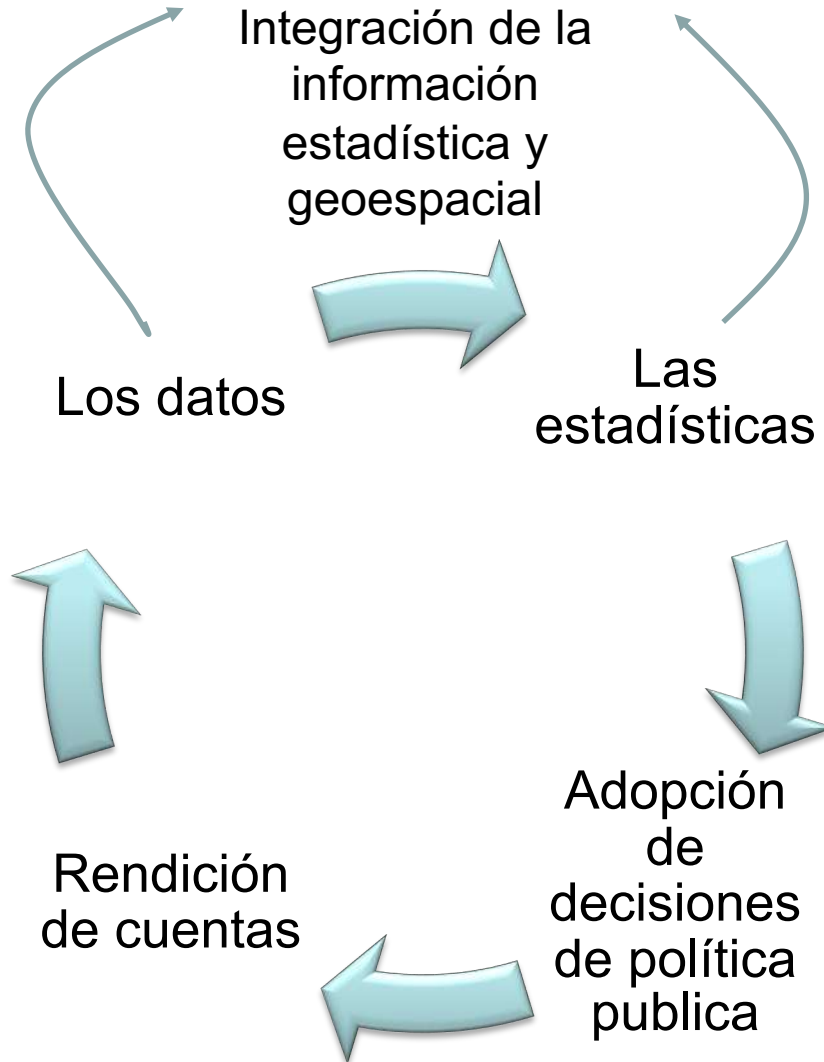 Integración de la
información
estadística y
geoespacial
Los datos
Las
estadísticas
Adopción
de
decisiones
de política
publica
Rendición
de cuentas